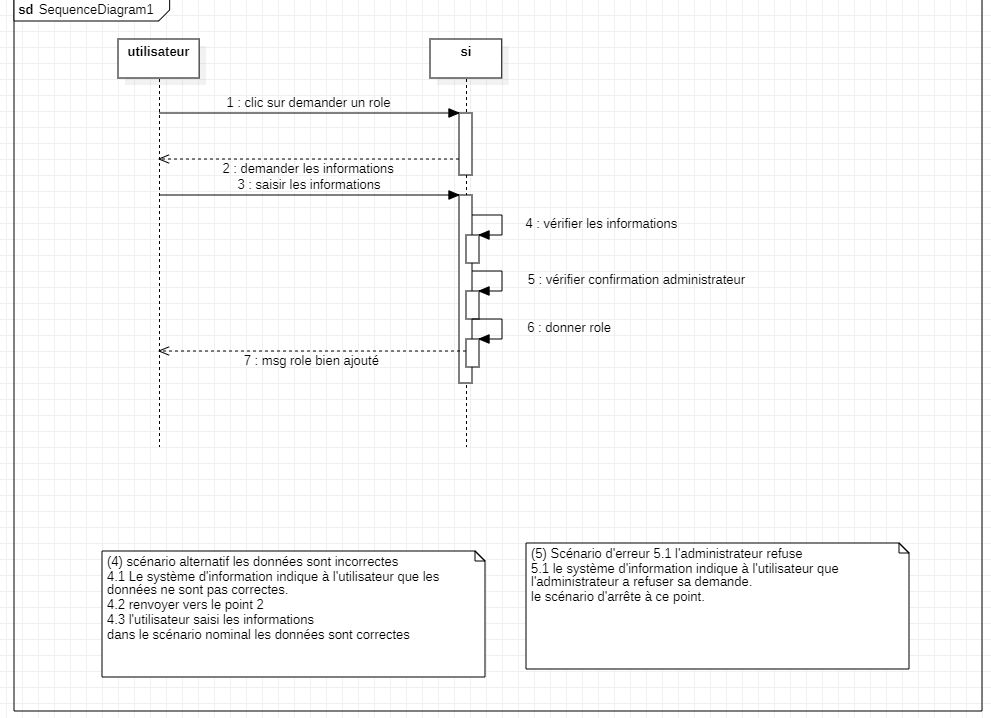 sd SequenceDiagram1
utilisateur
si
1 : clic sur demander un role
2 : demander les informations
3 : saisir les informations
4 : vérifier les informations
5 : vérifier confirmation administrateur
6 : donner role
7 : msg role bien ajouté
(4) scénario alternatif les données sont incorrectes
4.1 Le système d'information indique à l'utilisateur que les
données ne sont pas correctes.
4.2 renvoyer vers le point 2
4.3 l'utilisateur saisi les informations
dans le scénario nominal les données sont correctes
(5) Scénario d'erreur 5.1 l'administrateur refuse
5.1 le système d'information indique à l'utilisateur que
l'administrateur a refuser sa demande.
le scénario d'arrête à ce point.